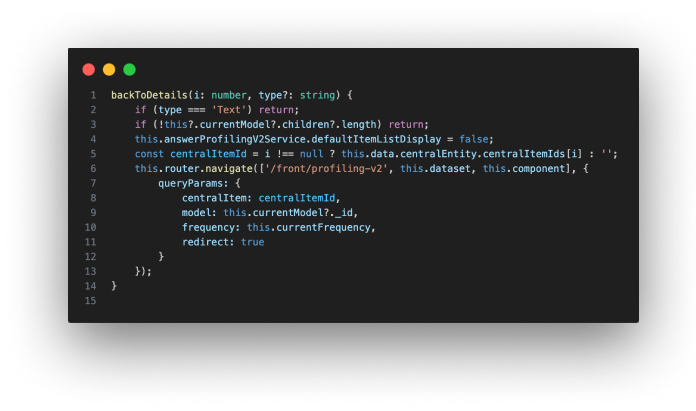 1 backToDetails(i: number, type?: string) {
2 if (type === 'Text') return;
3 if (!this?.currentModel?.children?.length) return;
4 this.answerProfilingV2Service.defaultItemListDisplay = false;
5 const centralItemId = i !== null ? this.data.centralEntity.centralItemIds[i] : '';
6 this.router.navigate(['/front/profiling-v2', this.dataset, this.component], {
7 queryParams: {
8 centralItem: centralItemId,
9 model: this.currentModel?._id,
10 frequency: this.currentFrequency,
11 redirect: true
12 }
13 });
14 }
15